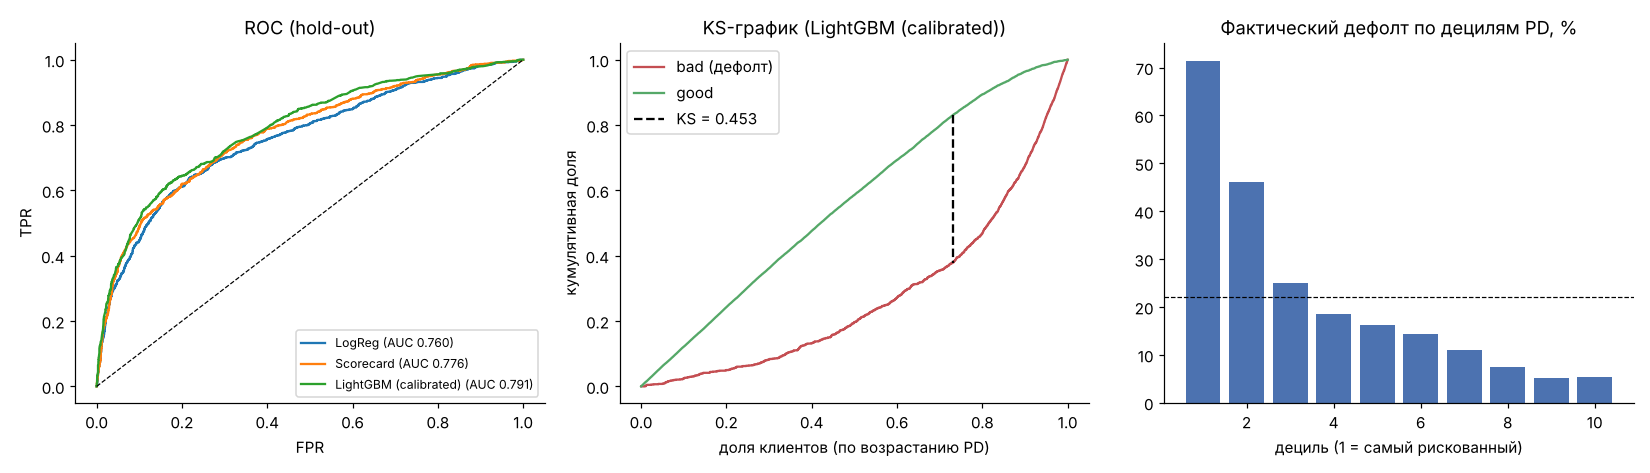 ROC (hold-out)
1.0
0.8
0.6
0.4
0.2
0.0
TPR
0.0 0.2 0.4 0.6 0.8 1.0
FPR
LogReg (AUC 0.760)
Scorecard (AUC 0.776)
LightGBM (calibrated) (AUC 0.791)
KS-график (LightGBM (calibrated))
bad (дефолт)
good
KS = 0.453
1.0
0.8
0.6
0.4
0.2
0.0
кумулятивная доля
0.0 0.2 0.4 0.6 0.8 1.0
доля клиентов (по возрастанию PD)
Фактический дефолт по децилям PD, %
70
60
50
40
30
20
10
0
2 4 6 8 10
дециль (1 = самый рискованный)